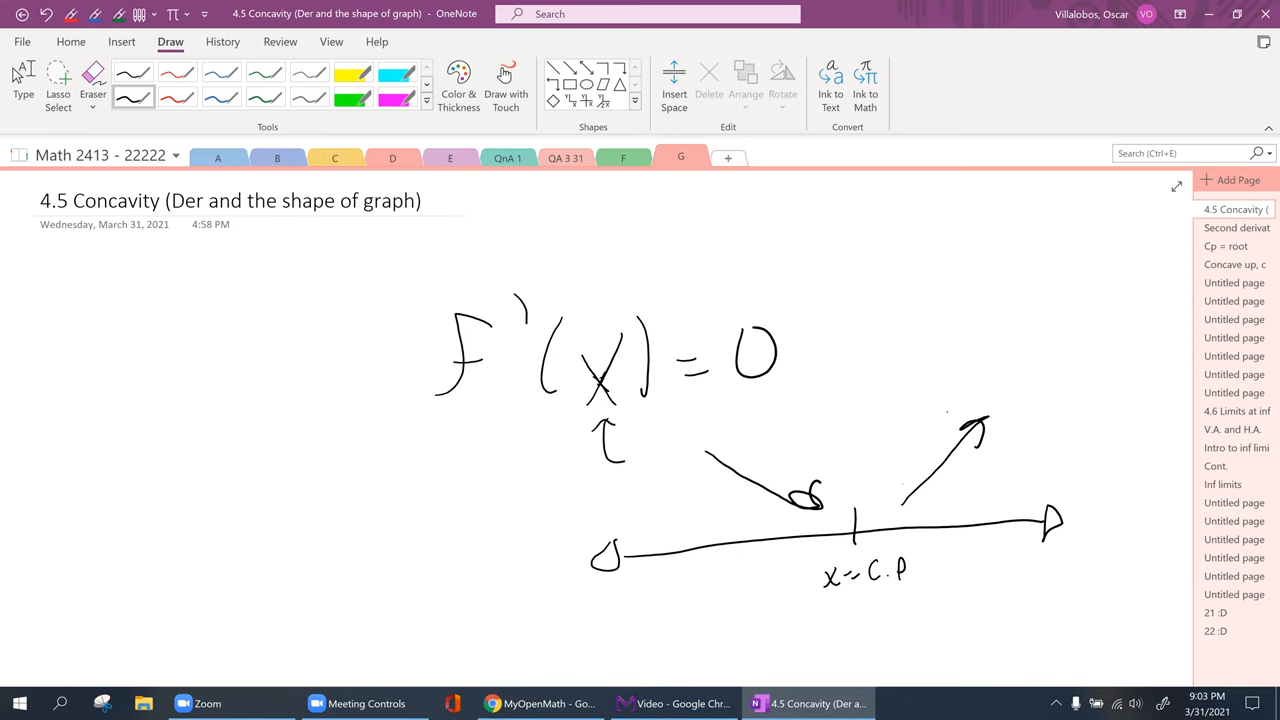 4.5 Concavity (Der and the shape of graph) - OneNote
Search
Villalobos, Oscar VO
File Home Insert Draw History Review View Help
Type
Lasso Select
Eraser
Color & Thickness
Draw with Touch
Insert Space
Delete
Arrange
Rotate
Ink to Text
Ink to Math
Tools Shapes Edit Convert
Math 2413 - 22222
A B C D E QnA 1 QA 3 31 F G +
Search (Ctrl+E)
4.5 Concavity (Der and the shape of graph)
Wednesday, March 31, 2021 4:58 PM
f'(x) = 0
x = C.P
Add Page
4.5 Concavity (
Second derivat
Cp = root
Concave up, c
Untitled page
Untitled page
Untitled page
Untitled page
Untitled page
Untitled page
Untitled page
4.6 Limits at inf
V.A. and H.A.
Intro to inf limi
Cont.
Inf limits
Untitled page
Untitled page
Untitled page
Untitled page
Untitled page
Untitled page
21 :D
22 :D
Zoom
Meeting Controls
MyOpenMath - Go...
Video - Google Chr...
4.5 Concavity (Der a...
9:03 PM
3/31/2021